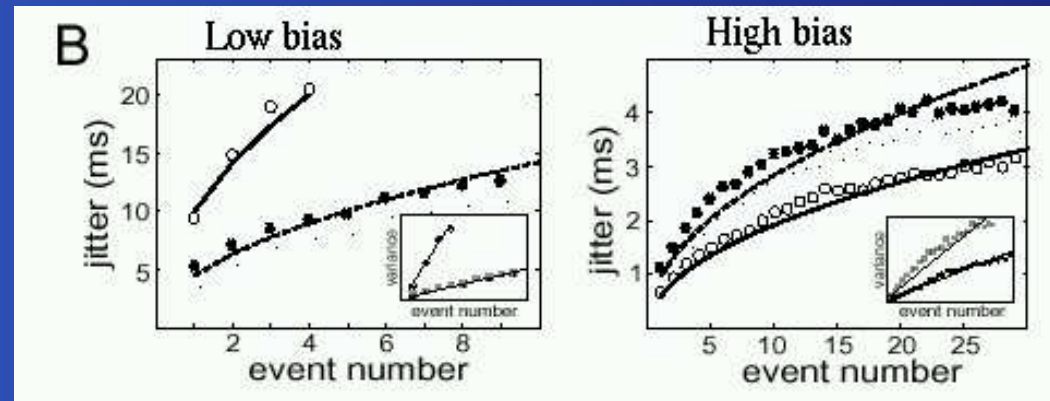 B
Low bias
jitter (ms)
20
15
10
5
2
4
6
8
event number
variance
event number
High bias
jitter (ms)
4
3
2
1
5
10
15
20
25
event number
variance
event number